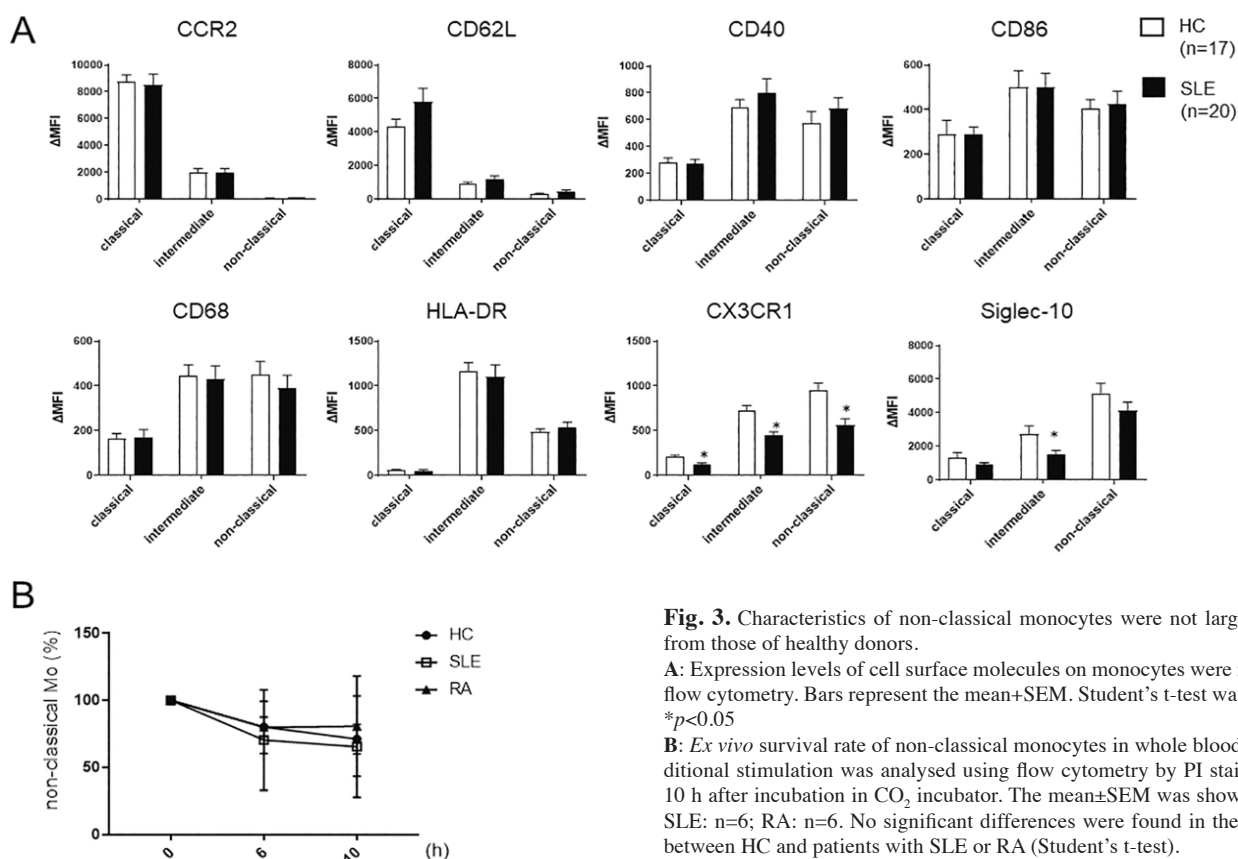 A
CCR2
CD62L
CD40
CD86
HC
(n=17)
SLE
(n=20)
ΔMFI
10000
8000
6000
4000
2000
0
classical
intermediate
non-classical
ΔMFI
8000
6000
4000
2000
0
classical
intermediate
non-classical
ΔMFI
1000
800
600
400
200
0
classical
intermediate
non-classical
ΔMFI
600
400
200
0
classical
intermediate
non-classical
CD68
HLA-DR
CX3CR1
Siglec-10
ΔMFI
600
400
200
0
classical
intermediate
non-classical
ΔMFI
1500
1000
500
0
classical
intermediate
non-classical
ΔMFI
1500
1000
500
0
*
*
*
classical
intermediate
non-classical
ΔMFI
8000
6000
4000
2000
0
*
classical
intermediate
non-classical
B
non-classical Mo (%)
150
100
50
0
0
6
10
(h)
HC
SLE
RA
Fig. 3. Characteristics of non-classical monocytes were not larg
from those of healthy donors.
A: Expression levels of cell surface molecules on monocytes were
flow cytometry. Bars represent the mean+SEM. Student's t-test wa
*p<0.05
B: Ex vivo survival rate of non-classical monocytes in whole blood
ditional stimulation was analysed using flow cytometry by PI stai
10 h after incubation in CO₂ incubator. The mean±SEM was show
SLE: n=6; RA: n=6. No significant differences were found in the
between HC and patients with SLE or RA (Student's t-test).